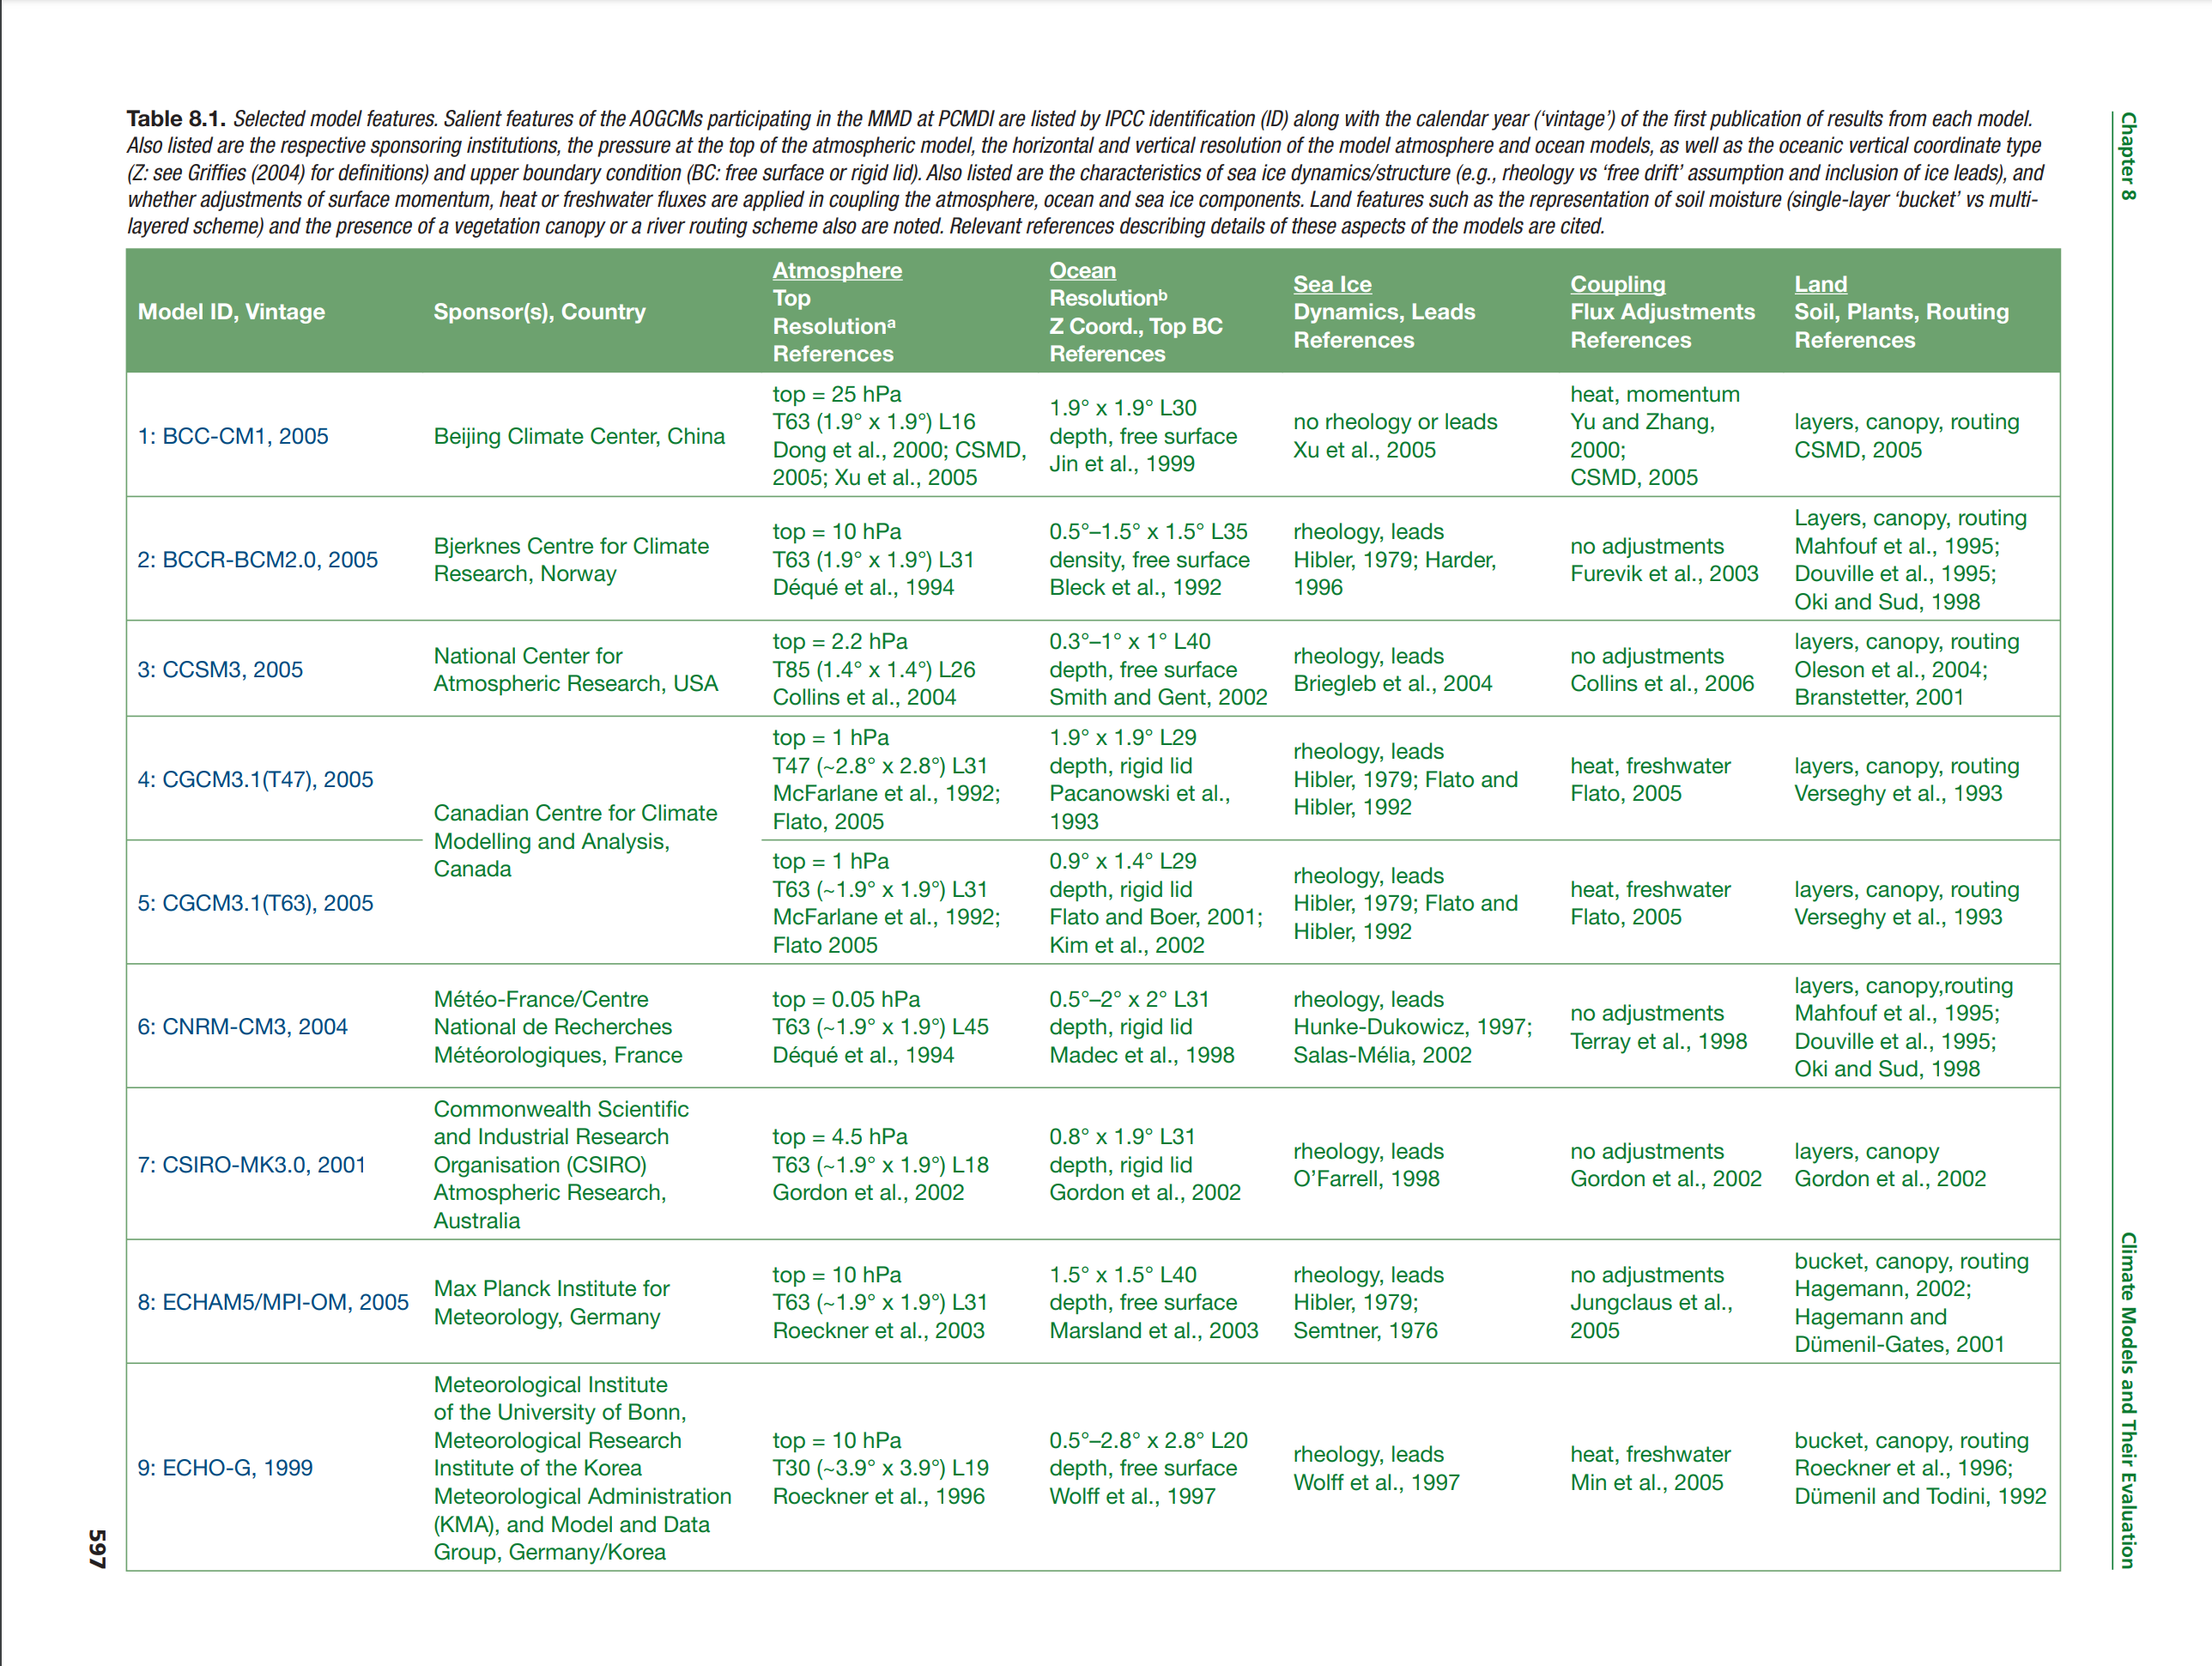 Table 8.1. Selected model features. Salient features of the AOGCMs participating in the MMD at PCMDI are listed by IPCC identification (ID) along with the calendar year (‘vintage’) of the first publication of results from each model.
Also listed are the respective sponsoring institutions, the pressure at the top of the atmospheric model, the horizontal and vertical resolution of the model atmosphere and ocean models, as well as the oceanic vertical coordinate type
(Z: see Griffies (2004) for definitions) and upper boundary condition (BC: free surface or rigid lid). Also listed are the characteristics of sea ice dynamics/structure (e.g., rheology vs ‘free drift’ assumption and inclusion of ice leads), and
whether adjustments of surface momentum, heat or freshwater fluxes are applied in coupling the atmosphere, ocean and sea ice components. Land features such as the representation of soil moisture (single-layer ‘bucket’ vs multi-
layered scheme) and the presence of a vegetation canopy or a river routing scheme also are noted. Relevant references describing details of these aspects of the models are cited.
Model ID, Vintage
Sponsor(s), Country
Atmosphere
Top
Resolutionᵃ
References
Ocean
Resolutionᵇ
Z Coord., Top BC
References
Sea Ice
Dynamics, Leads
References
Coupling
Flux Adjustments
References
Land
Soil, Plants, Routing
References
1: BCC-CM1, 2005
Beijing Climate Center, China
top = 25 hPa
T63 (1.9° x 1.9°) L16
Dong et al., 2000; CSMD,
2005; Xu et al., 2005
1.9° x 1.9° L30
depth, free surface
Jin et al., 1999
no rheology or leads
Xu et al., 2005
heat, momentum
Yu and Zhang,
2000;
CSMD, 2005
layers, canopy, routing
CSMD, 2005
2: BCCR-BCM2.0, 2005
Bjerknes Centre for Climate
Research, Norway
top = 10 hPa
T63 (1.9° x 1.9°) L31
Déqué et al., 1994
0.5°–1.5° x 1.5° L35
density, free surface
Bleck et al., 1992
rheology, leads
Hibler, 1979; Harder,
1996
no adjustments
Furevik et al., 2003
Layers, canopy, routing
Mahfouf et al., 1995;
Douville et al., 1995;
Oki and Sud, 1998
3: CCSM3, 2005
National Center for
Atmospheric Research, USA
top = 2.2 hPa
T85 (1.4° x 1.4°) L26
Collins et al., 2004
0.3°–1° x 1° L40
depth, free surface
Smith and Gent, 2002
rheology, leads
Briegleb et al., 2004
no adjustments
Collins et al., 2006
layers, canopy, routing
Oleson et al., 2004;
Branstetter, 2001
4: CGCM3.1(T47), 2005
Canadian Centre for Climate
Modelling and Analysis,
Canada
top = 1 hPa
T47 (~2.8° x 2.8°) L31
McFarlane et al., 1992;
Flato, 2005
1.9° x 1.9° L29
depth, rigid lid
Pacanowski et al.,
1993
rheology, leads
Hibler, 1979; Flato and
Hibler, 1992
heat, freshwater
Flato, 2005
layers, canopy, routing
Verseghy et al., 1993
5: CGCM3.1(T63), 2005
top = 1 hPa
T63 (~1.9° x 1.9°) L31
McFarlane et al., 1992;
Flato 2005
0.9° x 1.4° L29
depth, rigid lid
Flato and Boer, 2001;
Kim et al., 2002
rheology, leads
Hibler, 1979; Flato and
Hibler, 1992
heat, freshwater
Flato, 2005
layers, canopy, routing
Verseghy et al., 1993
6: CNRM-CM3, 2004
Météo-France/Centre
National de Recherches
Météorologiques, France
top = 0.05 hPa
T63 (~1.9° x 1.9°) L45
Déqué et al., 1994
0.5°–2° x 2° L31
depth, rigid lid
Madec et al., 1998
rheology, leads
Hunke-Dukowicz, 1997;
Salas-Mélia, 2002
no adjustments
Terray et al., 1998
layers, canopy,routing
Mahfouf et al., 1995;
Douville et al., 1995;
Oki and Sud, 1998
7: CSIRO-MK3.0, 2001
Commonwealth Scientific
and Industrial Research
Organisation (CSIRO)
Atmospheric Research,
Australia
top = 4.5 hPa
T63 (~1.9° x 1.9°) L18
Gordon et al., 2002
0.8° x 1.9° L31
depth, rigid lid
Gordon et al., 2002
rheology, leads
O’Farrell, 1998
no adjustments
Gordon et al., 2002
layers, canopy
Gordon et al., 2002
8: ECHAM5/MPI-OM, 2005
Max Planck Institute for
Meteorology, Germany
top = 10 hPa
T63 (~1.9° x 1.9°) L31
Roeckner et al., 2003
1.5° x 1.5° L40
depth, free surface
Marsland et al., 2003
rheology, leads
Hibler, 1979;
Semtner, 1976
no adjustments
Jungclaus et al.,
2005
bucket, canopy, routing
Hagemann, 2002;
Hagemann and
Dümenil-Gates, 2001
9: ECHO-G, 1999
Meteorological Institute
of the University of Bonn,
Meteorological Research
Institute of the Korea
Meteorological Administration
(KMA), and Model and Data
Group, Germany/Korea
top = 10 hPa
T30 (~3.9° x 3.9°) L19
Roeckner et al., 1996
0.5°–2.8° x 2.8° L20
depth, free surface
Wolff et al., 1997
rheology, leads
Wolff et al., 1997
heat, freshwater
Min et al., 2005
bucket, canopy, routing
Roeckner et al., 1996;
Dümenil and Todini, 1992
Chapter 8
Climate Models and Their Evaluation
597